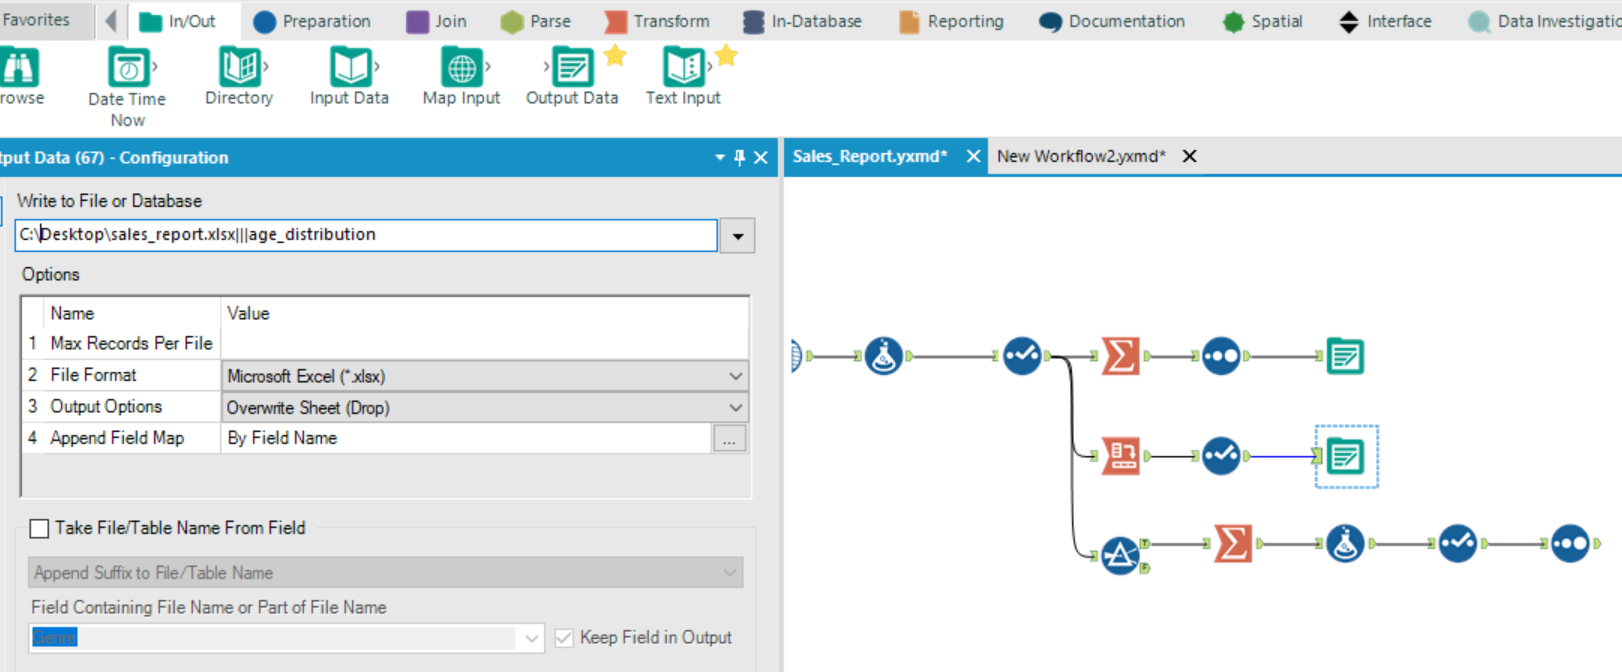 Favorites In/Out Preparation Join Parse Transform In-Database Reporting Documentation Spatial Interface Data Investigatio
rowse Date Time Now Directory Input Data Map Input Output Data Text Input
tput Data (67) - Configuration
Sales_Report.yxmd* New Workflow2.yxmd*
Write to File or Database
C:\Desktop\sales_report.xlsx|||age_distribution
Options
Name Value
1 Max Records Per File
2 File Format Microsoft Excel (*.xlsx)
3 Output Options Overwrite Sheet (Drop)
4 Append Field Map By Field Name ...
Take File/Table Name From Field
Append Suffix to File/Table Name
Field Containing File Name or Part of File Name
Genre Keep Field in Output
T
F